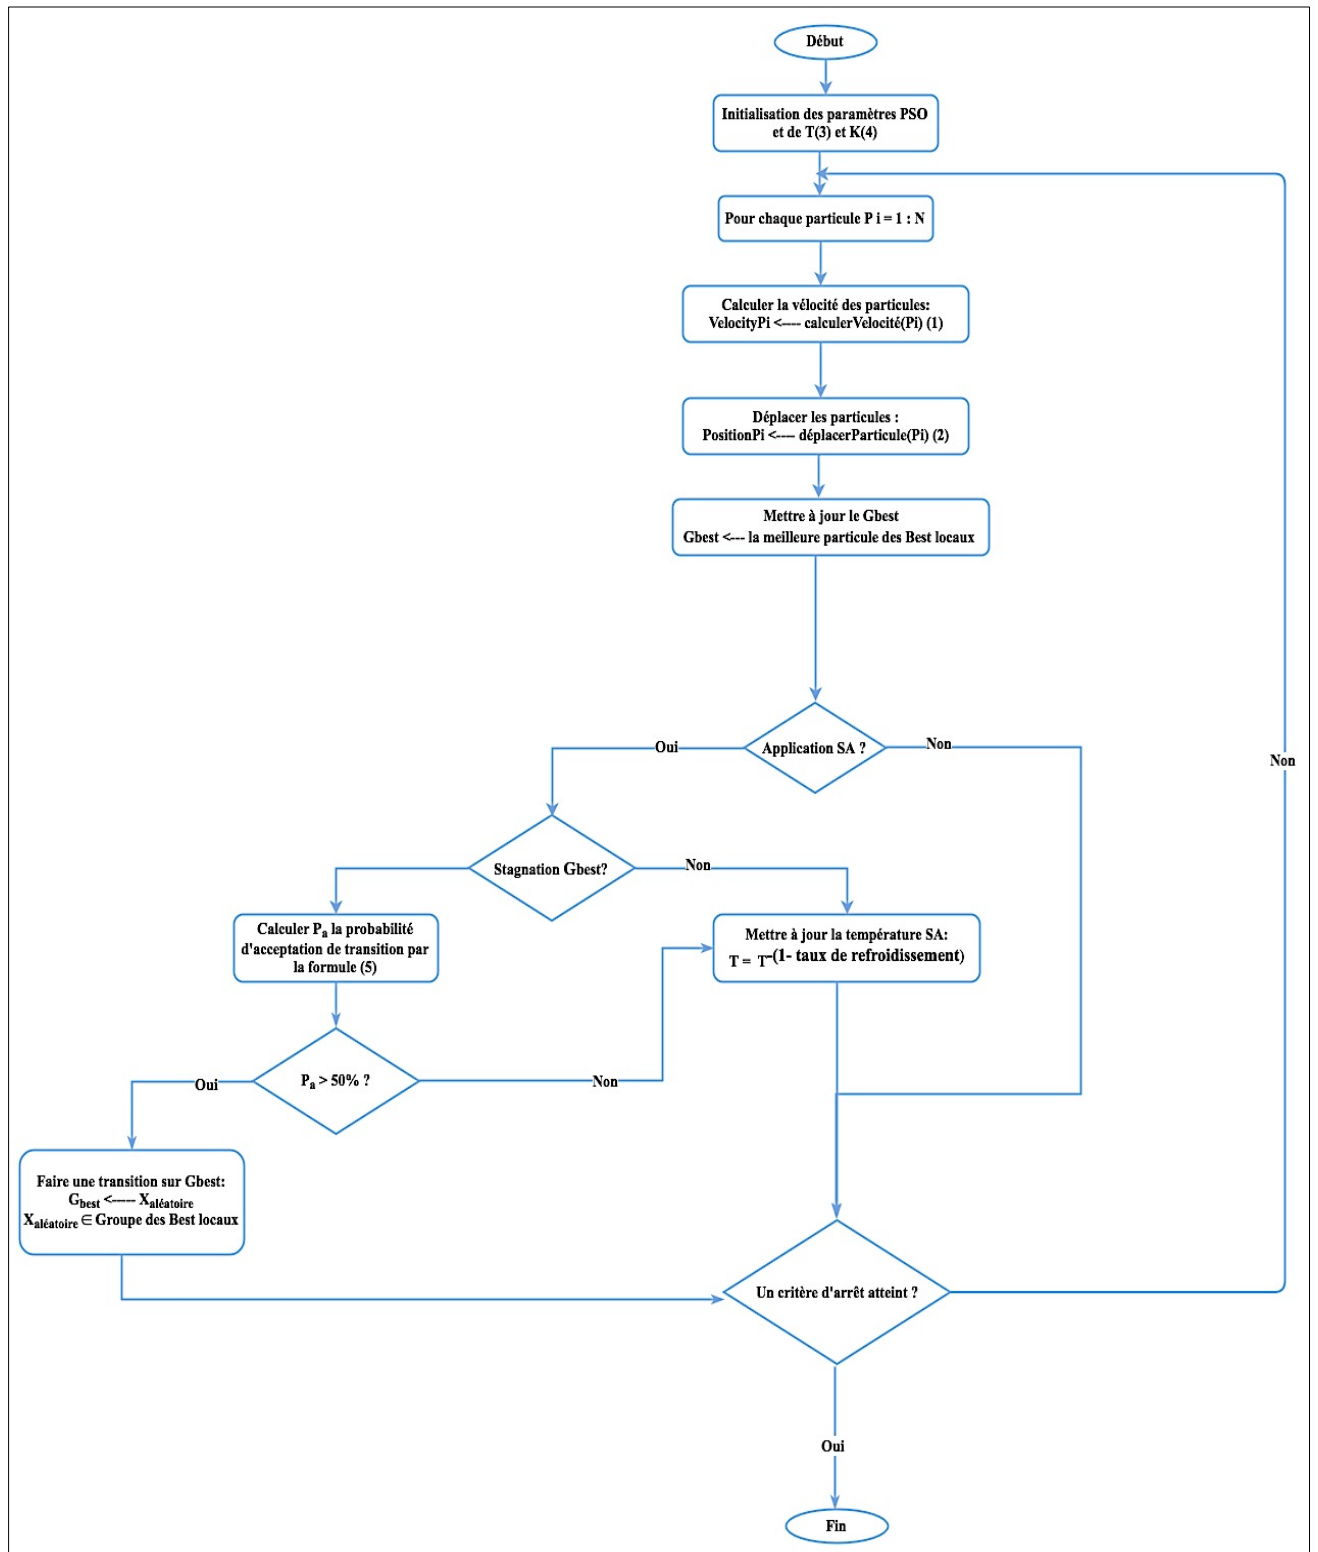 Début
Initialisation des paramètres PSO
et de T(3) et K(4)
Pour chaque particule P i = 1 : N
Calculer la vélocité des particules:
VelocityPi <---- calculerVelocité(Pi) (1)
Déplacer les particules :
PositionPi <---- déplacerParticule(Pi) (2)
Mettre à jour le Gbest
Gbest <--- la meilleure particule des Best locaux
Application SA ?
Oui
Non
Non
Stagnation Gbest?
Non
Calculer Pa la probabilité
d'acceptation de transition par
la formule (5)
Mettre à jour la température SA:
T = T-(1- taux de refroidissement)
Pa > 50% ?
Oui
Non
Faire une transition sur Gbest:
Gbest <----- Xaléatoire
Xaléatoire ∈ Groupe des Best locaux
Un critère d'arrêt atteint ?
Oui
Fin